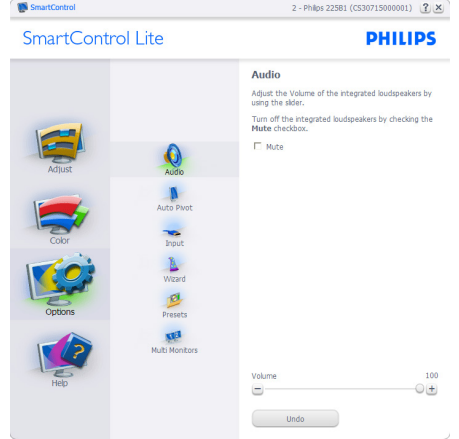 SmartControl
2 - Philips 225B1 (CS30715000001)
? X
SmartControl Lite
PHILIPS
Adjust
Color
Options
Help
Audio
Auto Pivot
Input
Wizard
Presets
Multi Monitors
Audio
Adjust the Volume of the integrated loudspeakers by
using the slider.
Turn off the integrated loudspeakers by checking the
Mute checkbox.
Mute
Volume 100
Undo